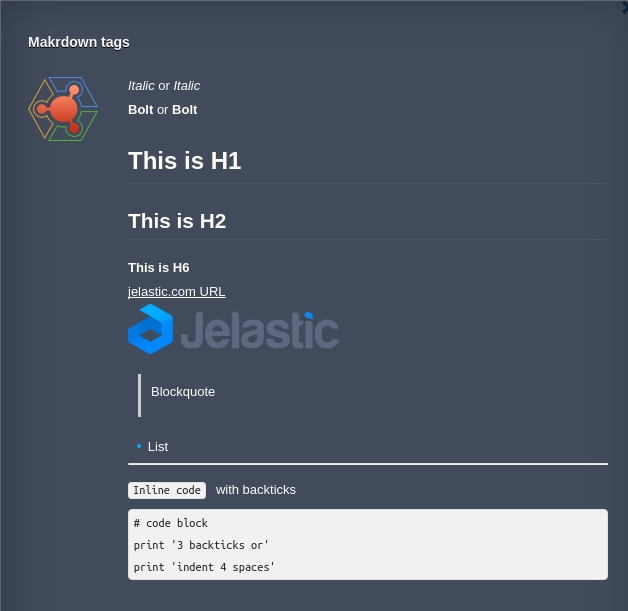 Makrdown tags
Italic or Italic
Bolt or Bolt
This is H1
This is H2
This is H6
jelastic.com URL
Jelastic
Blockquote
List
Inline code with backticks
# code block
print '3 backticks or'
print 'indent 4 spaces'